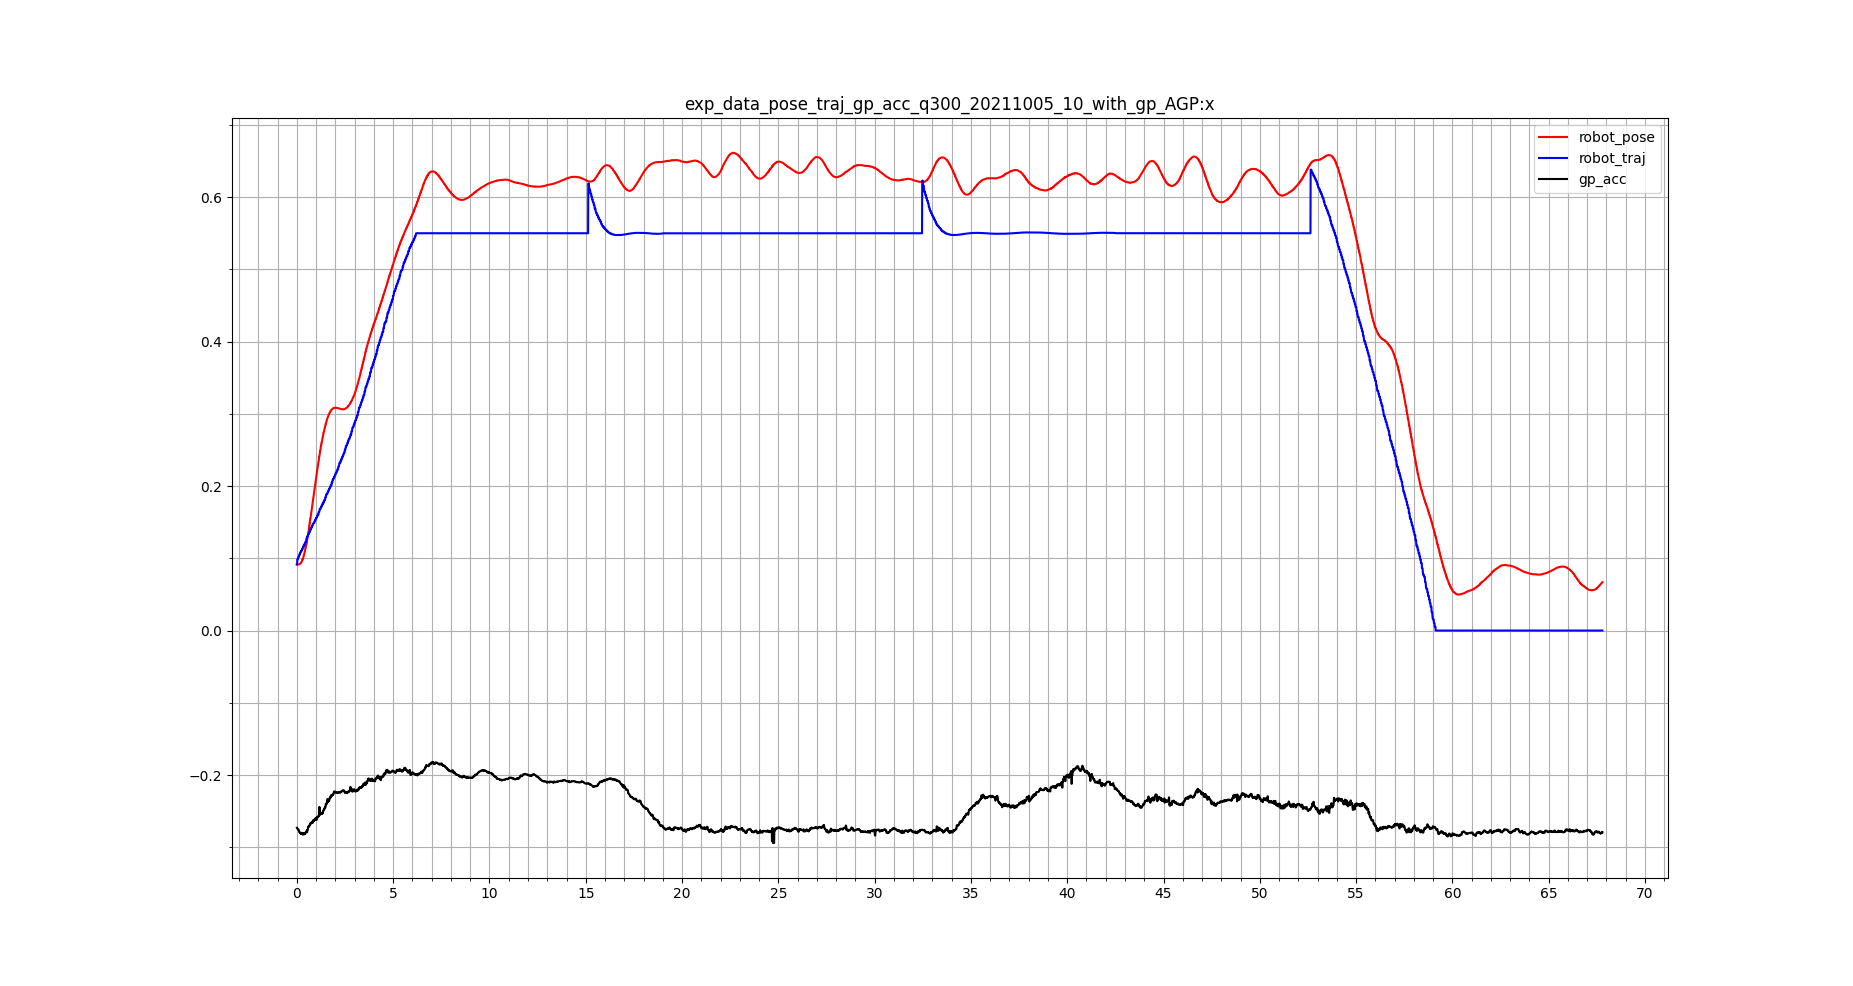 exp_data_pose_traj_gp_acc_q300_20211005_10_with_gp_AGP:x
robot_pose
robot_traj
gp_acc
0.6
0.4
0.2
0.0
−0.2
0 5 10 15 20 25 30 35 40 45 50 55 60 65 70